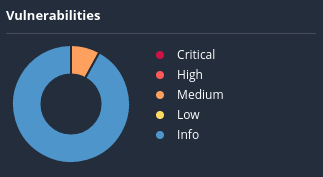 Vulnerabilities
Critical
High
Medium
Low
Info